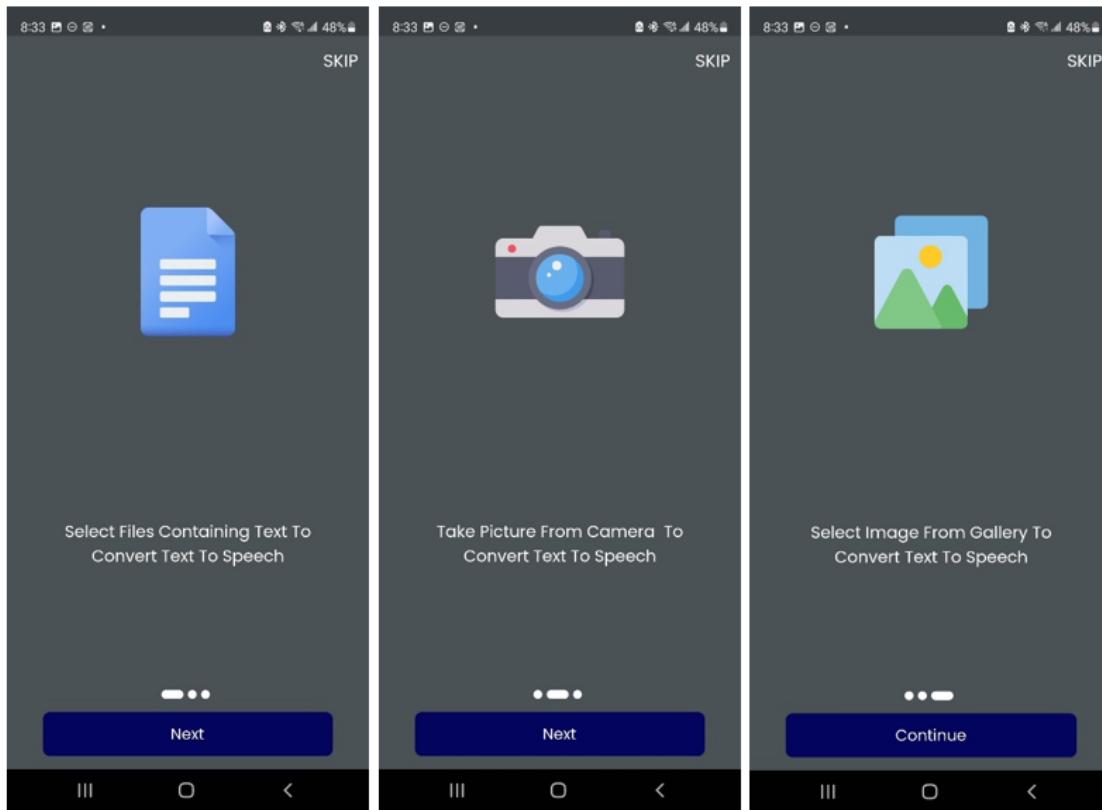 8:33
48%
SKIP
Select Files Containing Text To
Convert Text To Speech
Next
8:33
48%
SKIP
Take Picture From Camera To
Convert Text To Speech
Next
8:33
48%
SKIP
Select Image From Gallery To
Convert Text To Speech
Continue